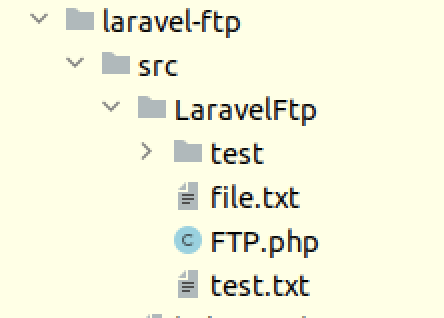 laravel-ftp
src
LaravelFtp
test
file.txt
FTP.php
test.txt